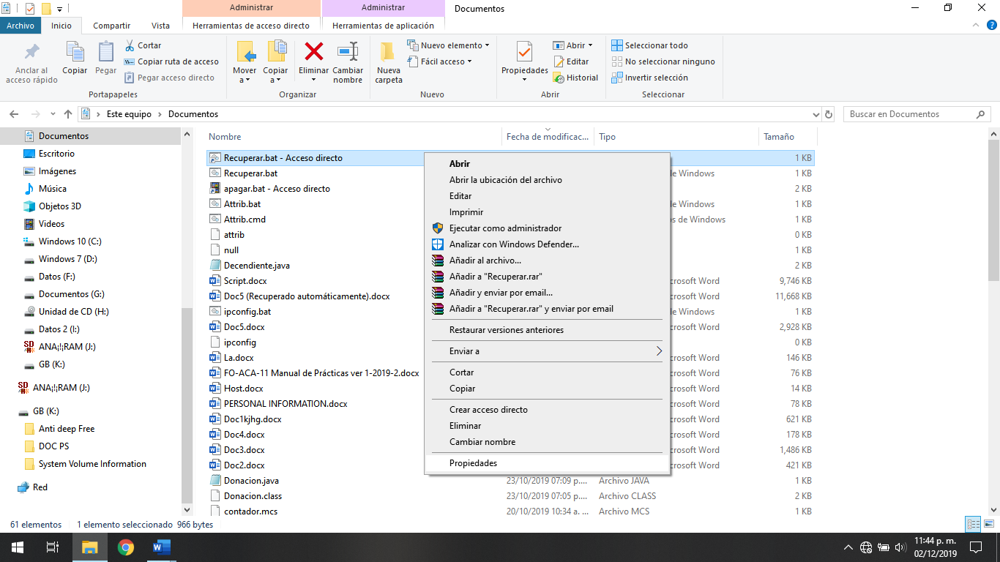 Administrar
Administrar
Documentos
Archivo
Inicio
Compartir
Vista
Herramientas de acceso directo
Herramientas de aplicación
Anclar al acceso rápido
Copiar
Pegar
Cortar
Copiar ruta de acceso
Pegar acceso directo
Portapapeles
Mover a
Copiar a
Eliminar
Cambiar nombre
Organizar
Nueva carpeta
Nuevo elemento
Fácil acceso
Nuevo
Propiedades
Abrir
Editar
Historial
Abrir
Seleccionar todo
No seleccionar ninguno
Invertir selección
Seleccionar
Este equipo > Documentos
Buscar en Documentos
Documentos
Escritorio
Imágenes
Música
Objetos 3D
Videos
Windows 10 (C:)
Windows 7 (D:)
Datos (F:)
Documentos (G:)
Unidad de CD (H:)
Datos 2 (I:)
ANA¡!¡RAM (J:)
GB (K:)
ANA¡!¡RAM (J:)
GB (K:)
Anti deep Free
DOC PS
System Volume Information
Red
Nombre Fecha de modificac... Tipo Tamaño
Recuperar.bat - Acceso directo 1 KB
Recuperar.bat de Windows 1 KB
apagar.bat - Acceso directo 2 KB
Attrib.bat de Windows 1 KB
Attrib.cmd os de Windows 1 KB
attrib 0 KB
null 1 KB
Decendiente.java 2 KB
Script.docx crosoft Word 9,746 KB
Doc5 (Recuperado automáticamente).docx crosoft Word 11,668 KB
ipconfig.bat de Windows 1 KB
Doc5.docx crosoft Word 2,928 KB
ipconfig 0 KB
La.docx crosoft Word 146 KB
FO-ACA-11 Manual de Prácticas ver 1-2019-2.docx crosoft Word 76 KB
Host.docx crosoft Word 14 KB
PERSONAL INFORMATION.docx crosoft Word 78 KB
Doc1kjhg.docx crosoft Word 621 KB
Doc4.docx crosoft Word 178 KB
Doc3.docx crosoft Word 1,486 KB
Doc2.docx crosoft Word 421 KB
Donacion.java 23/10/2019 07:09 p.... Archivo JAVA 1 KB
Donacion.class 23/10/2019 07:05 p.... Archivo CLASS 2 KB
contador.mcs 20/10/2019 10:34 a. ... Archivo MCS 1 KB
Abrir
Abrir la ubicación del archivo
Editar
Imprimir
Ejecutar como administrador
Analizar con Windows Defender...
Añadir al archivo...
Añadir a "Recuperar.rar"
Añadir y enviar por email...
Añadir a "Recuperar.rar" y enviar por email
Restaurar versiones anteriores
Enviar a
Cortar
Copiar
Crear acceso directo
Eliminar
Cambiar nombre
Propiedades
61 elementos
1 elemento seleccionado 966 bytes
11:44 p. m.
02/12/2019